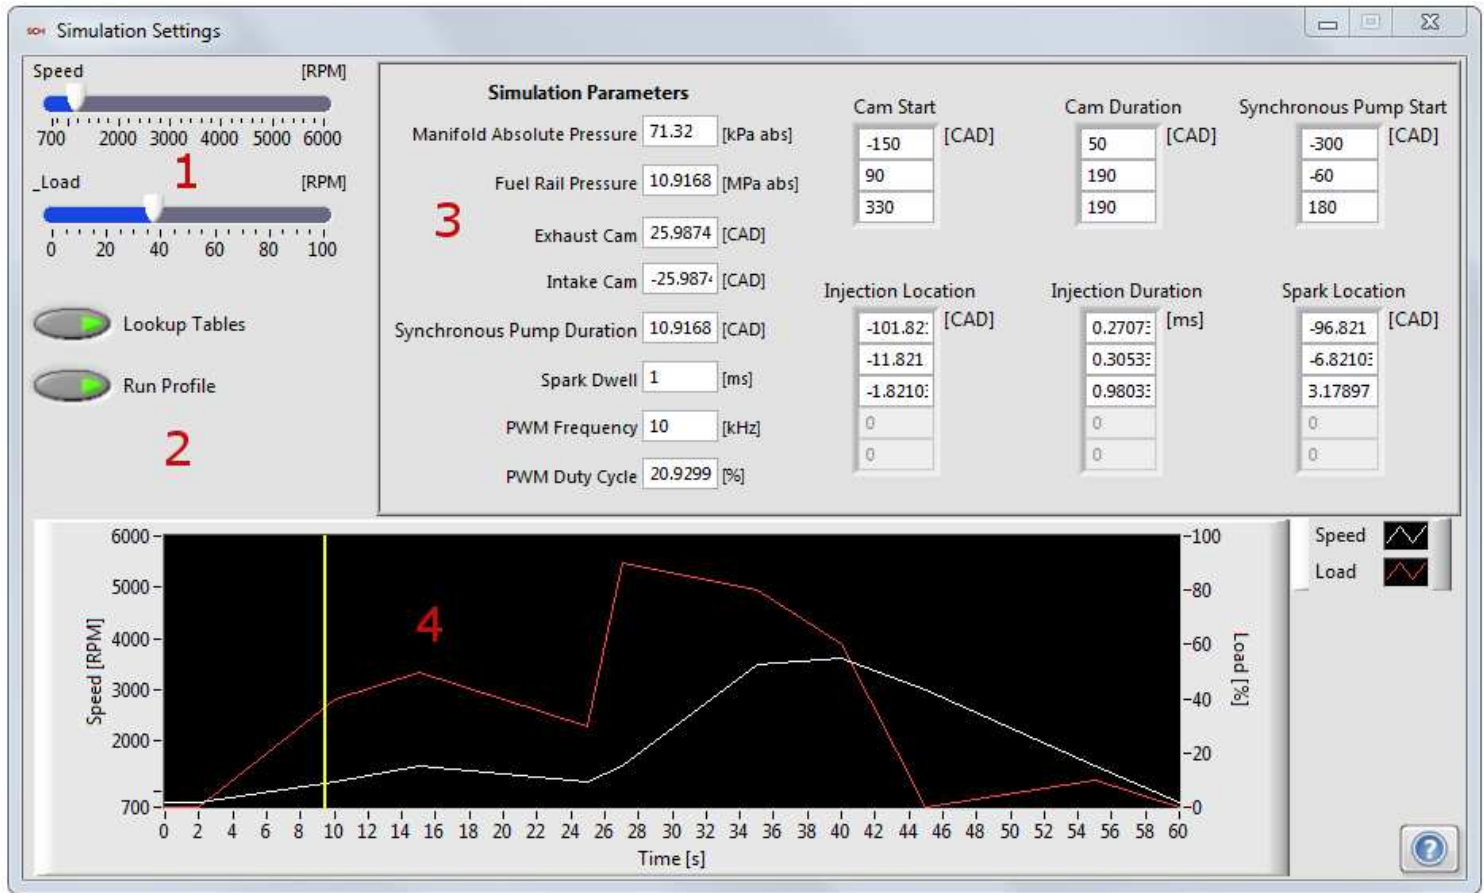 SCM Simulation Settings
Speed [RPM]
700 2000 3000 4000 5000 6000
1
_Load [RPM]
0 20 40 60 80 100
Lookup Tables
Run Profile
2
Simulation Parameters
Manifold Absolute Pressure 71.32 [kPa abs]
Fuel Rail Pressure 10.9168 [MPa abs]
3
Exhaust Cam 25.9874 [CAD]
Intake Cam -25.987 [CAD]
Synchronous Pump Duration 10.9168 [CAD]
Spark Dwell 1 [ms]
PWM Frequency 10 [kHz]
PWM Duty Cycle 20.9299 [%]
Cam Start
-150 [CAD]
90
330
Cam Duration
50 [CAD]
190
190
Synchronous Pump Start
-300 [CAD]
-60
180
Injection Location
-101.82 [CAD]
-11.821
-1.8210
0
0
Injection Duration
0.2707 [ms]
0.3053
0.9803
0
0
Spark Location
-96.821 [CAD]
-6.8210
3.17897
0
0
6000
5000
4000
3000
2000
700
Speed [RPM]
4
100
80
60
40
20
0
Load [%]
0 2 4 6 8 10 12 14 16 18 20 22 24 26 28 30 32 34 36 38 40 42 44 46 48 50 52 54 56 58 60
Time [s]
Speed
Load
?